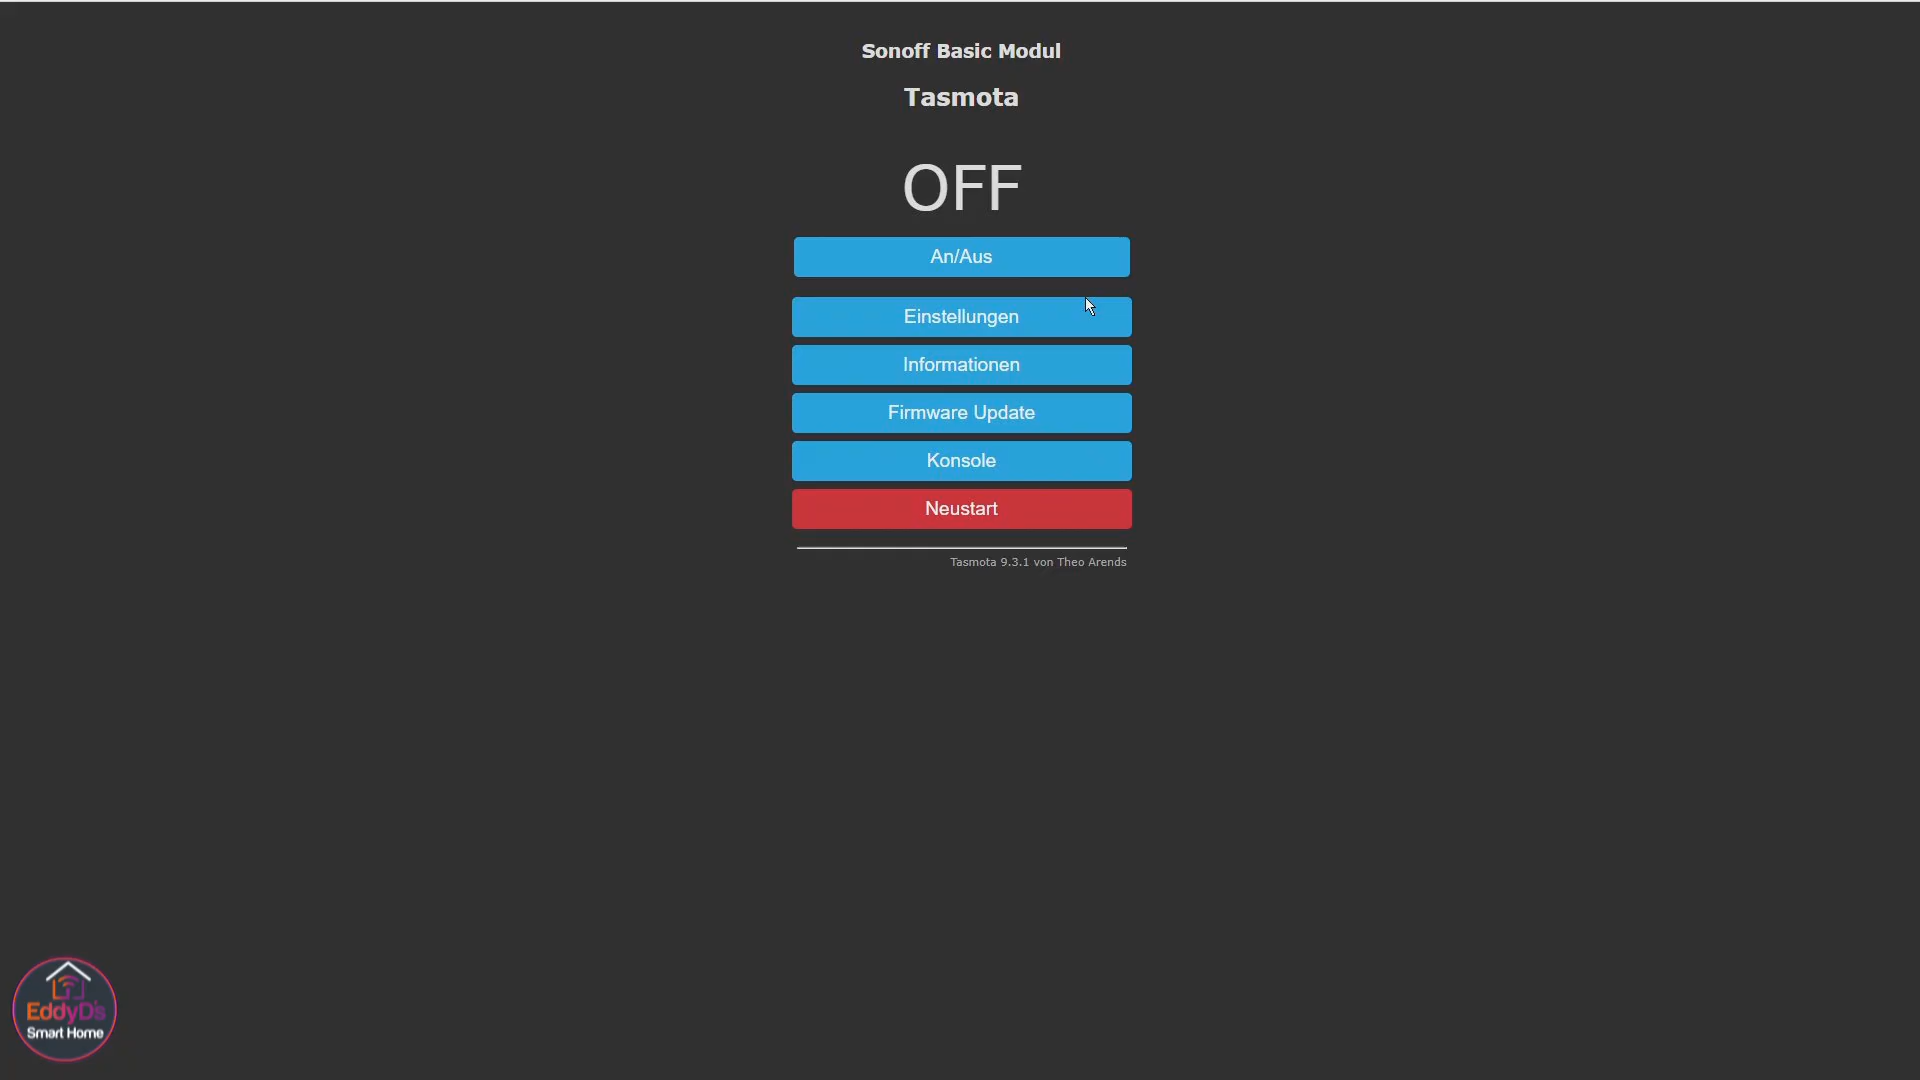 Sonoff Basic Modul
Tasmota
OFF
An/Aus
Einstellungen
Informationen
Firmware Update
Konsole
Neustart
Tasmota 9.3.1 von Theo Arends
EddyD's
Smart Home